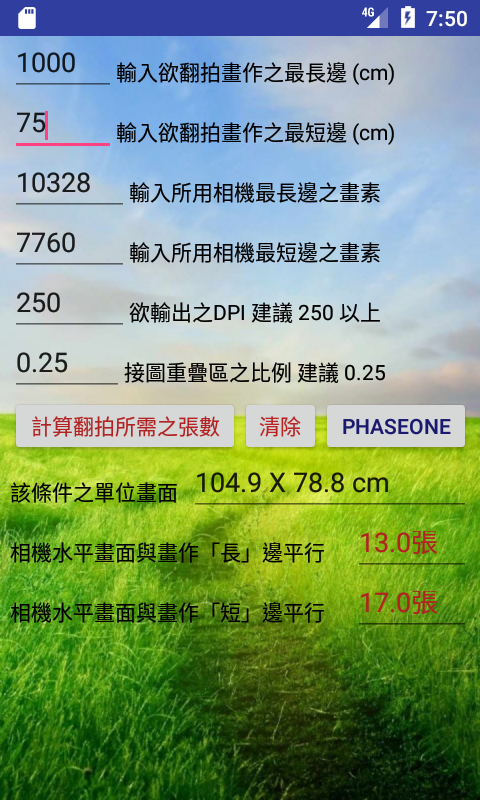 4G 7:50
1000 輸入欲翻拍畫作之最長邊 (cm)
75 輸入欲翻拍畫作之最短邊 (cm)
10328 輸入所用相機最長邊之畫素
7760 輸入所用相機最短邊之畫素
250 欲輸出之DPI 建議 250 以上
0.25 接圖重疊區之比例 建議 0.25
計算翻拍所需之張數 清除 PHASEONE
該條件之單位畫面 104.9 X 78.8 cm
相機水平畫面與畫作「長」邊平行 13.0張
相機水平畫面與畫作「短」邊平行 17.0張